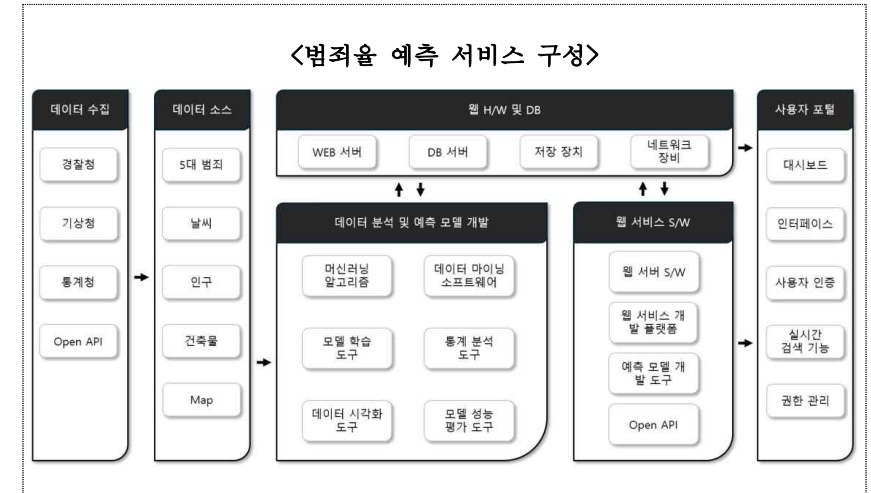 <범죄율 예측 서비스 구성>
데이터 수집
경찰청
기상청
통계청
Open API
데이터 소스
5대 범죄
날씨
인구
건축물
Map
웹 H/W 및 DB
WEB 서버
DB 서버
저장 장치
네트워크
장비
데이터 분석 및 예측 모델 개발
머신러닝
알고리즘
데이터 마이닝
소프트웨어
모델 학습
도구
통계 분석
도구
데이터 시각화
도구
모델 성능
평가 도구
웹 서비스 S/W
웹 서버 S/W
웹 서비스 개
발 플랫폼
예측 모델 개
발 도구
Open API
사용자 포털
대시보드
인터페이스
사용자 인증
실시간
검색 기능
권한 관리